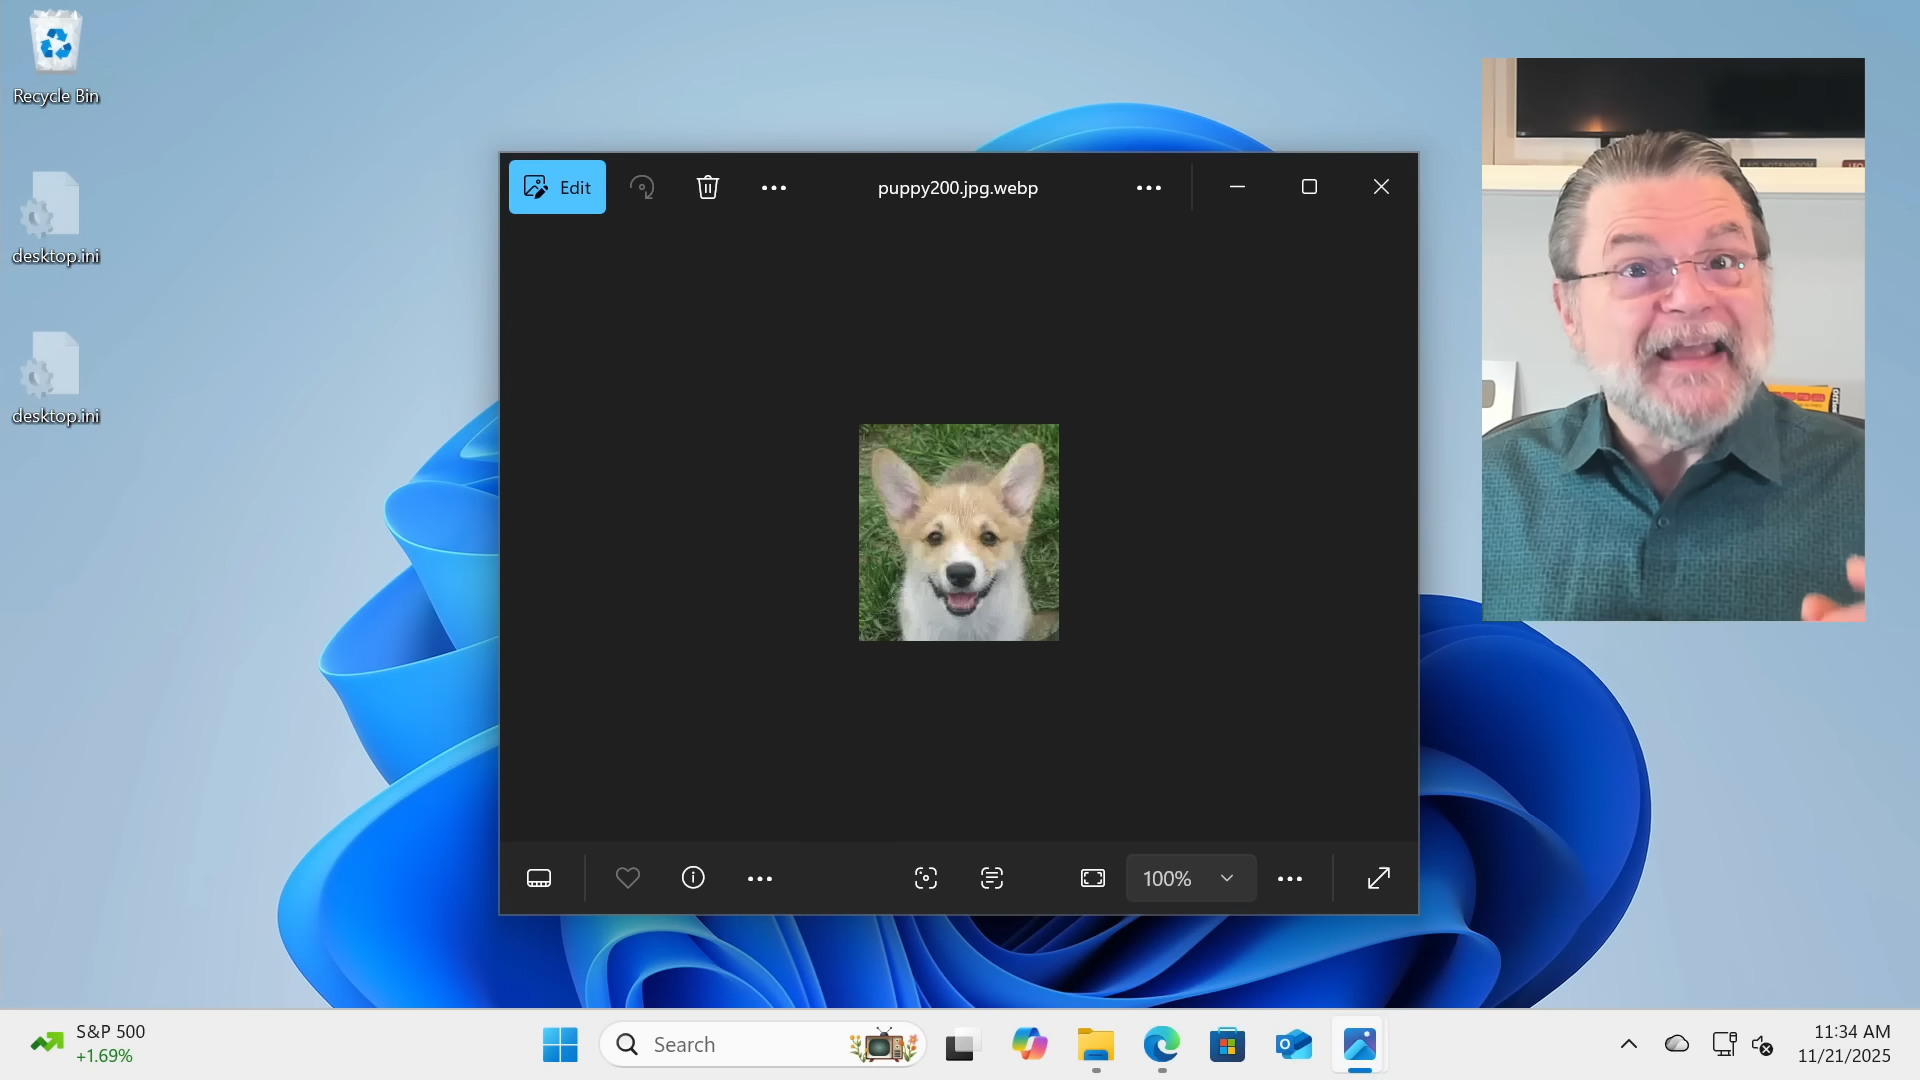 Recycle Bin
desktop.ini
desktop.ini
Edit
puppy200.jpg.webp
100%
S&P 500
+1.69%
Search
11:34 AM
11/21/2025